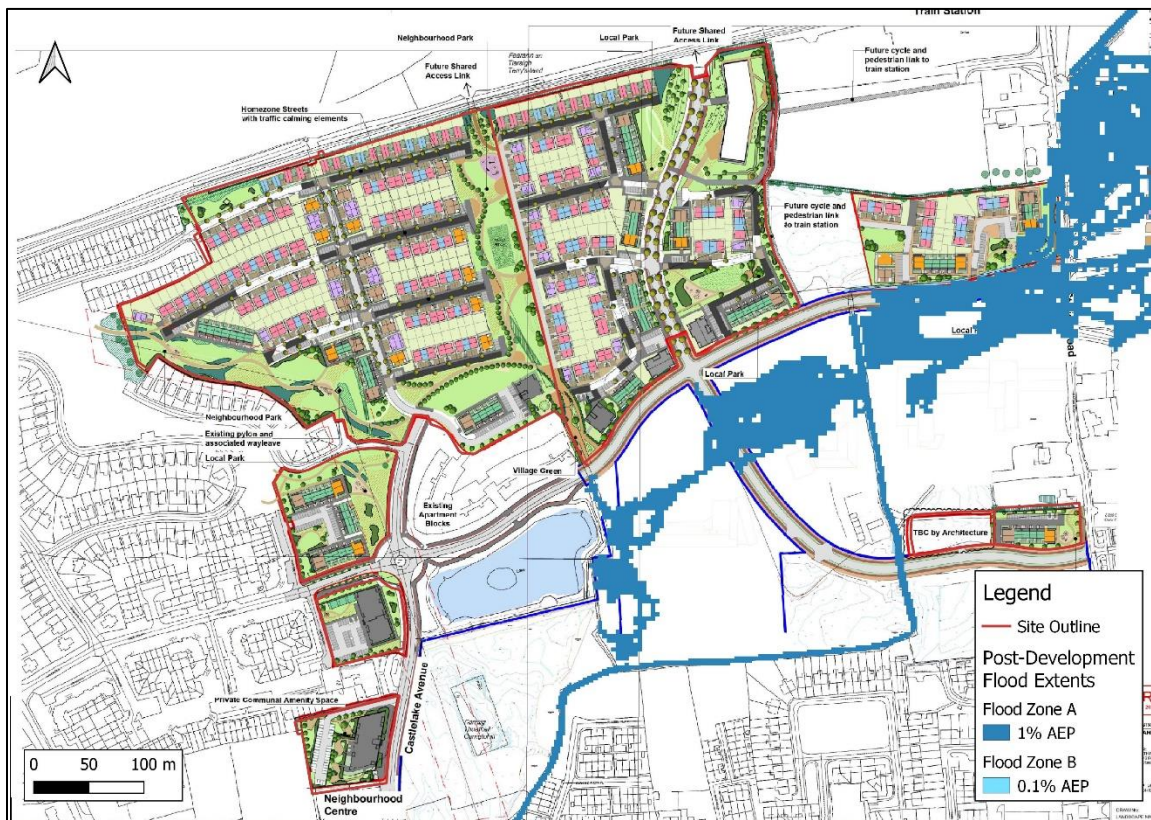 Train Station
Neighbourhood Park
Local Park
Future Shared
Access Link
Future Shared
Access Link
Future cycle and
pedestrian link to
train station
Homezone Streets
with traffic calming elements
Future cycle and
pedestrian link
to train station
Local
Local Park
Neighbourhood Park
Existing pylon and
associated wayleave
Local Park
Village Green
Existing
Apartment
Blocks
TBC by Architecture
Private Communal Amenity Space
Castlelake Avenue
Neighbourhood
Centre
0 50 100 m
Legend
Site Outline
Post-Development
Flood Extents
Flood Zone A
1% AEP
Flood Zone B
0.1% AEP